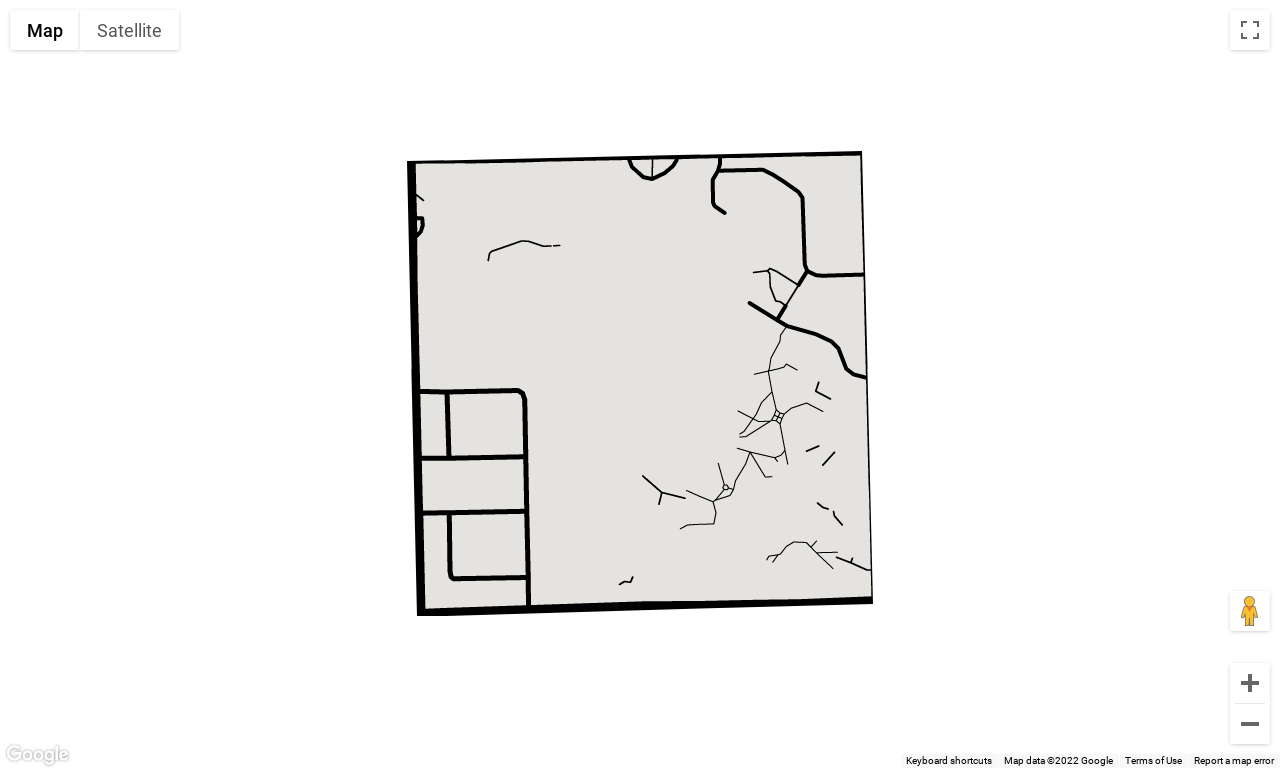 Map
Satellite
Google
Keyboard shortcuts
Map data ©2022 Google
Terms of Use
Report a map error